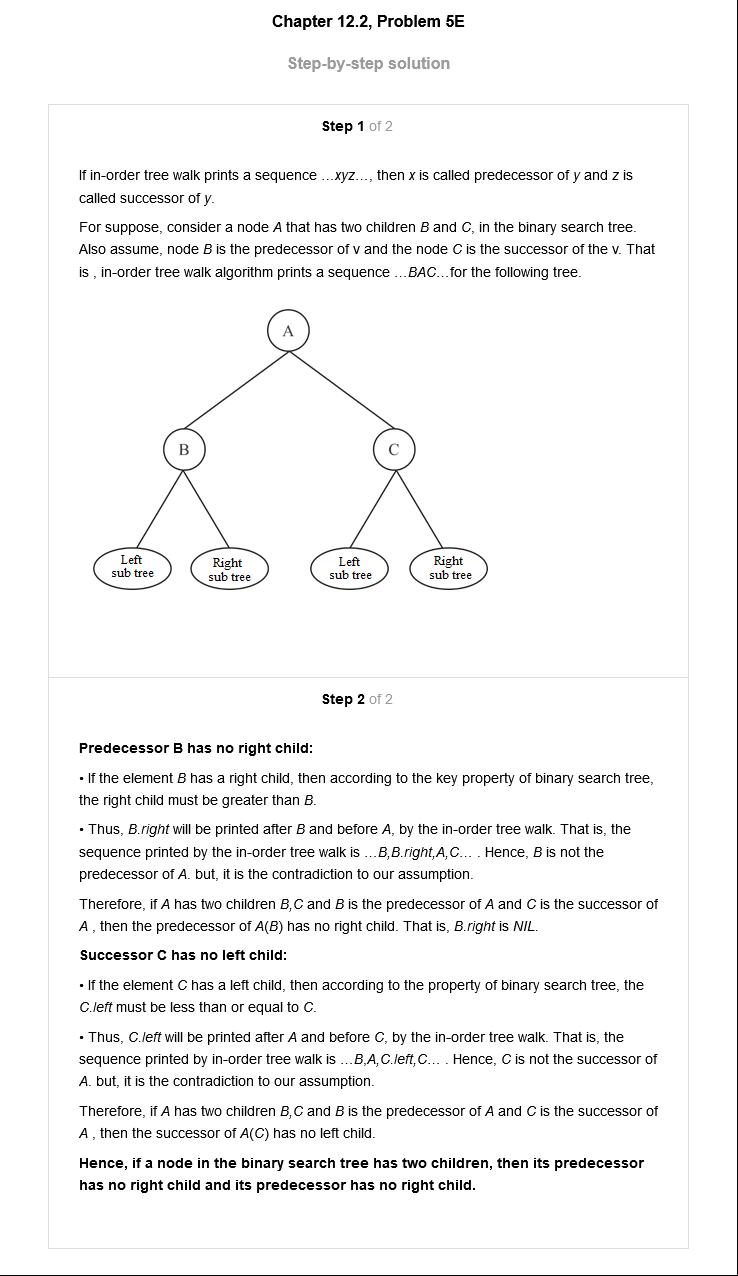 Chapter 12.2, Problem 5E
Step-by-step solution
Step 1 of 2
If in-order tree walk prints a sequence …xyz…, then x is called predecessor of y and z is
called successor of y.
For suppose, consider a node A that has two children B and C, in the binary search tree.
Also assume, node B is the predecessor of v and the node C is the successor of the v. That
is , in-order tree walk algorithm prints a sequence …BAC…for the following tree.
A
B
C
Left
sub tree
Right
sub tree
Left
sub tree
Right
sub tree
Step 2 of 2
Predecessor B has no right child:
• If the element B has a right child, then according to the key property of binary search tree,
the right child must be greater than B.
• Thus, B.right will be printed after B and before A, by the in-order tree walk. That is, the
sequence printed by the in-order tree walk is …B,B.right,A,C… . Hence, B is not the
predecessor of A. but, it is the contradiction to our assumption.
Therefore, if A has two children B,C and B is the predecessor of A and C is the successor of
A , then the predecessor of A(B) has no right child. That is, B.right is NIL.
Successor C has no left child:
• If the element C has a left child, then according to the property of binary search tree, the
C.left must be less than or equal to C.
• Thus, C.left will be printed after A and before C, by the in-order tree walk. That is, the
sequence printed by in-order tree walk is …B,A,C.left,C… . Hence, C is not the successor of
A. but, it is the contradiction to our assumption.
Therefore, if A has two children B,C and B is the predecessor of A and C is the successor of
A , then the successor of A(C) has no left child.
Hence, if a node in the binary search tree has two children, then its predecessor
has no right child and its predecessor has no right child.